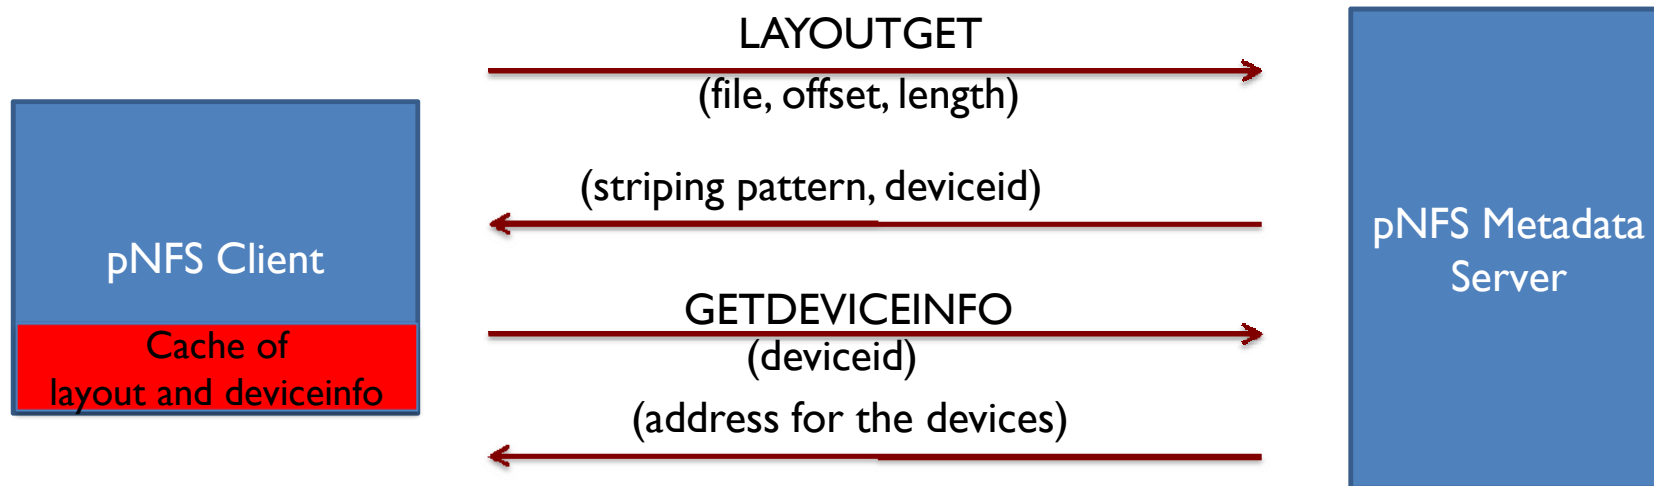 LAYOUTGET
(file, offset, length)
(striping pattern, deviceid)
pNFS Client
pNFS Metadata
Server
GETDEVICEINFO
(deviceid)
Cache of
layout and deviceinfo
(address for the devices)